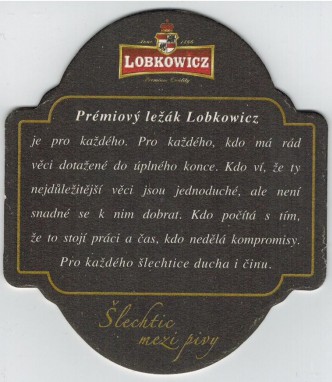 LOBKOWICZ
Premium Quality
Prémiový ležák Lobkowicz
je pro každého. Pro každého, kdo má rád
věci dotažené do úplného konce. Kdo ví, že ty
nejdůležitější věci jsou jednoduché, ale není
snadné se k nim dobrat. Kdo počítá s tím,
že to stojí práci a čas, kdo nedělá kompromisy.
Pro každého šlechtice ducha i činu.
Šlechtic
mezi pivy